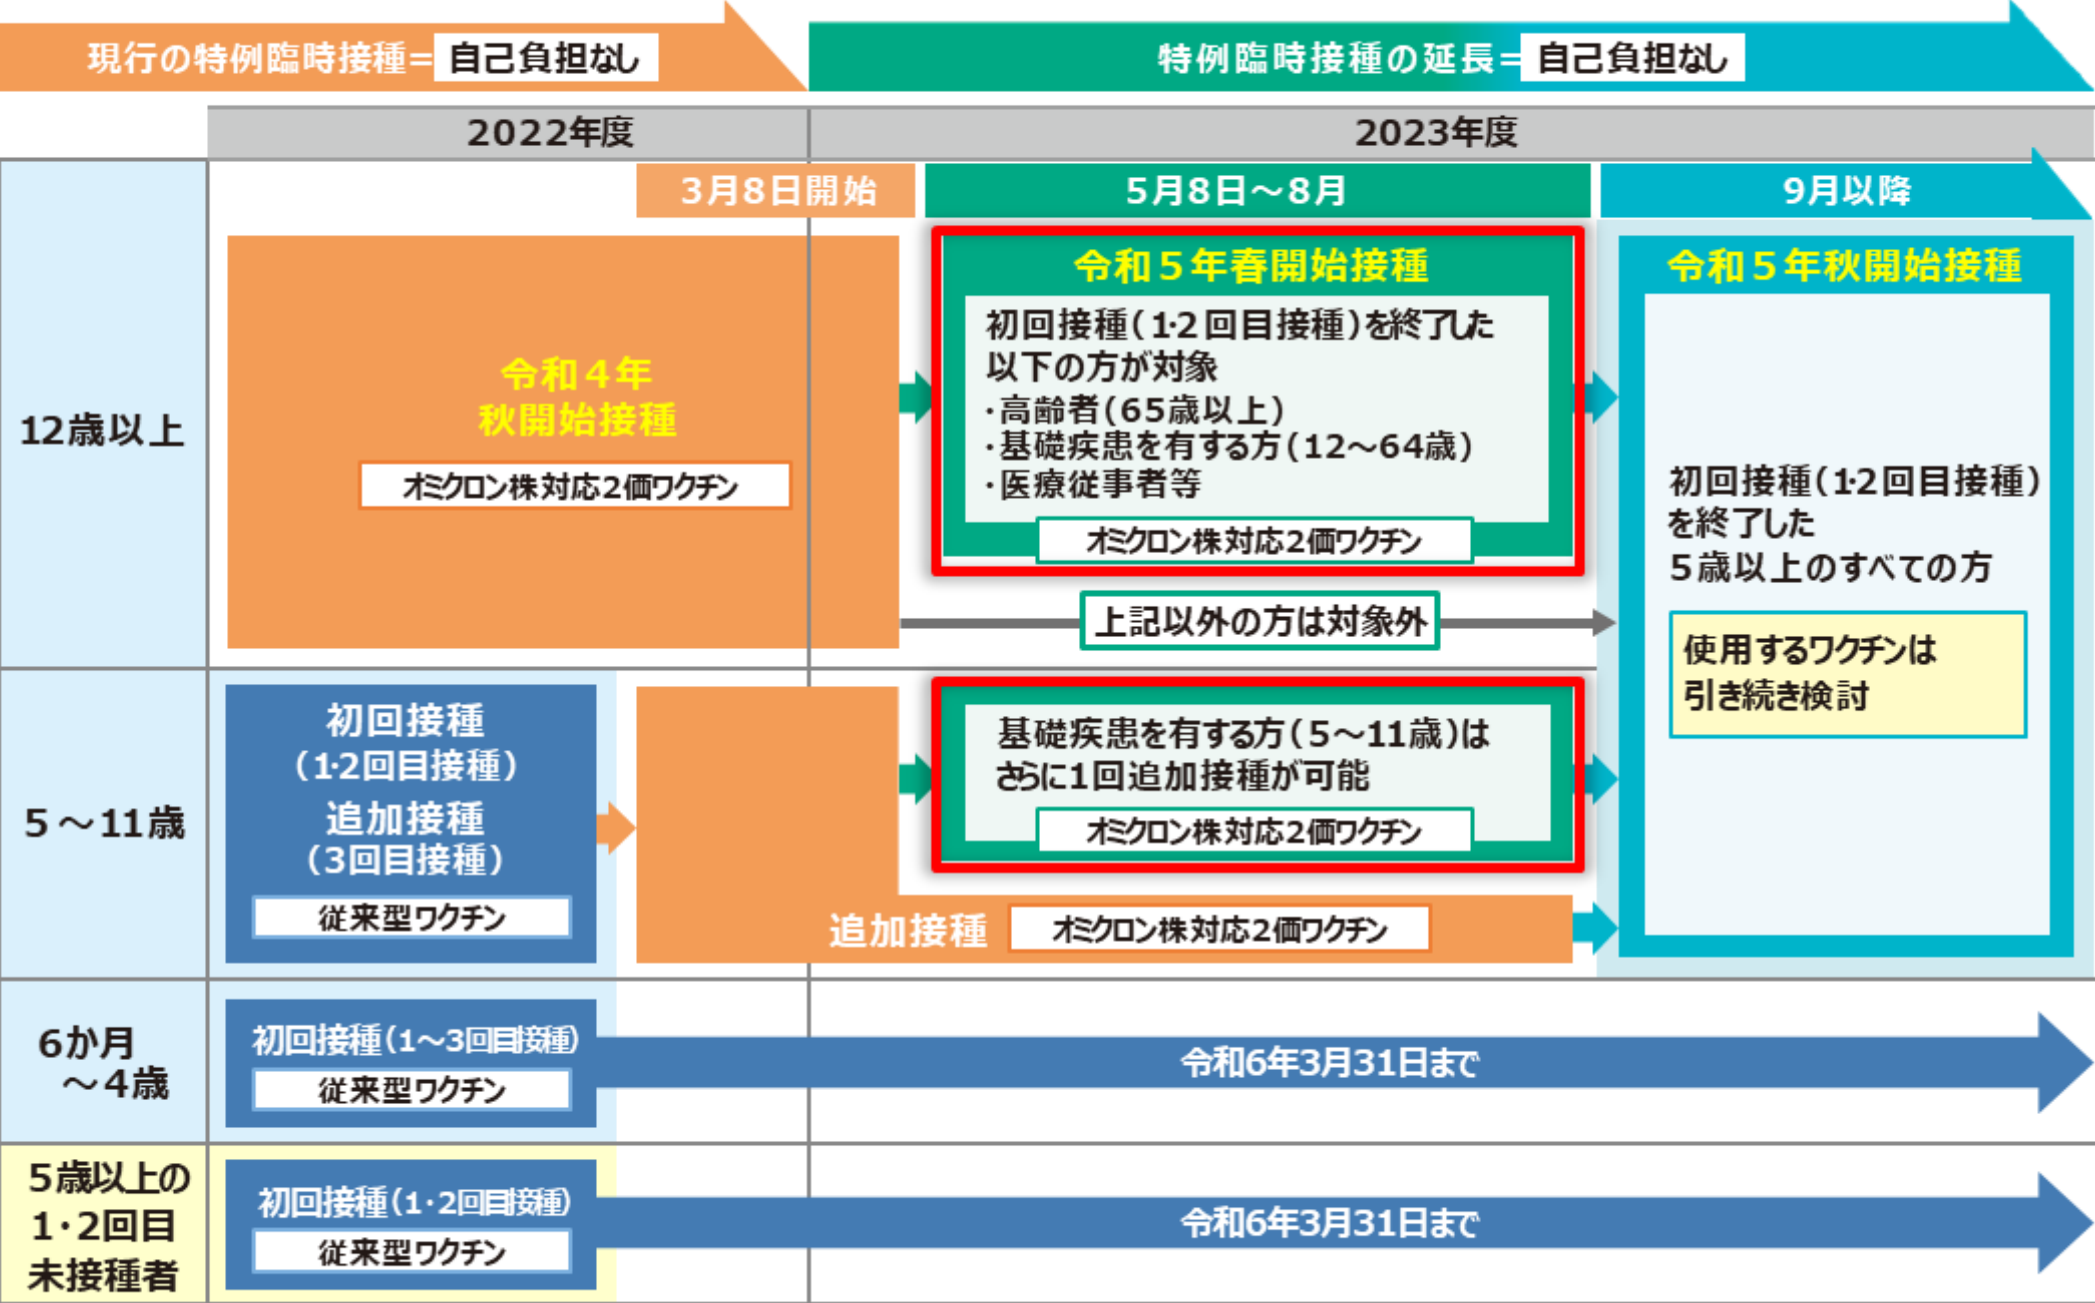 現行の特例臨時接種=自己負担なし
特例臨時接種の延長=自己負担なし
2022年度
2023年度
3月8日開始
5月8日～8月
9月以降
12歳以上
令和4年
秋開始接種
オミクロン株対応2価ワクチン
令和5年春開始接種
初回接種(1・2回目接種)を終了した
以下の方が対象
・高齢者(65歳以上)
・基礎疾患を有する方(12～64歳)
・医療従事者等
オミクロン株対応2価ワクチン
上記以外の方は対象外
令和5年秋開始接種
初回接種(1・2回目接種)
を終了した
5歳以上のすべての方
使用するワクチンは
引き続き検討
5～11歳
初回接種
(1・2回目接種)
追加接種
(3回目接種)
従来型ワクチン
基礎疾患を有する方(5～11歳)は
さらに1回追加接種が可能
オミクロン株対応2価ワクチン
追加接種 オミクロン株対応2価ワクチン
6か月
～4歳
初回接種(1～3回目接種)
従来型ワクチン
令和6年3月31日まで
5歳以上の
1・2回目
未接種者
初回接種(1・2回目接種)
従来型ワクチン
令和6年3月31日まで